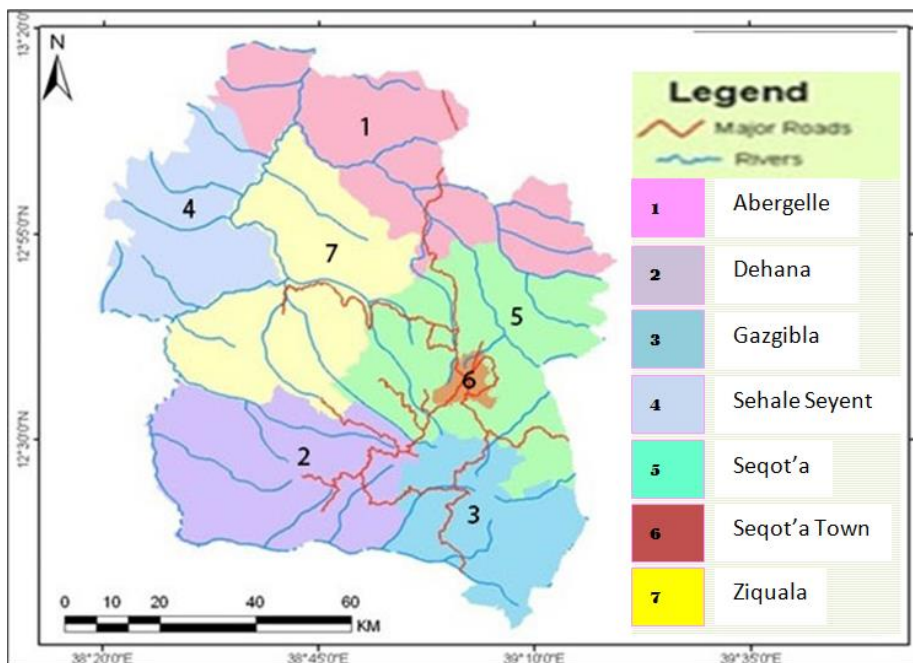 13°20'
N
12°55'0"N
12°30'0"N
1
4
7
5
6
2
3
0 10 20 40 60
KM
38°20'0"E 38°45'0"E 39°10'0"E 39°35'0"E
Legend
Major Roads
Rivers
1 Abergelle
2 Dehana
3 Gazgibla
4 Sehale Seyent
5 Seqot'a
6 Seqot'a Town
7 Ziquala